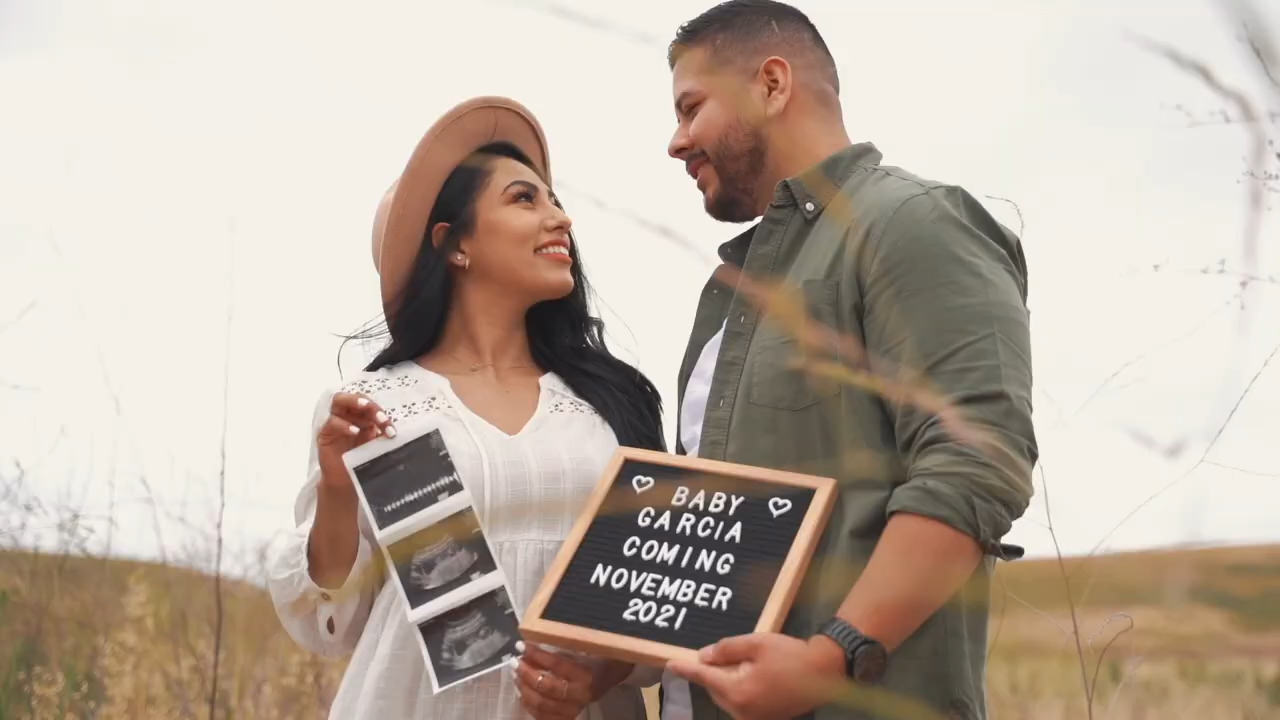 ♡ BABY ♡
GARCIA
COMING
NOVEMBER
2021